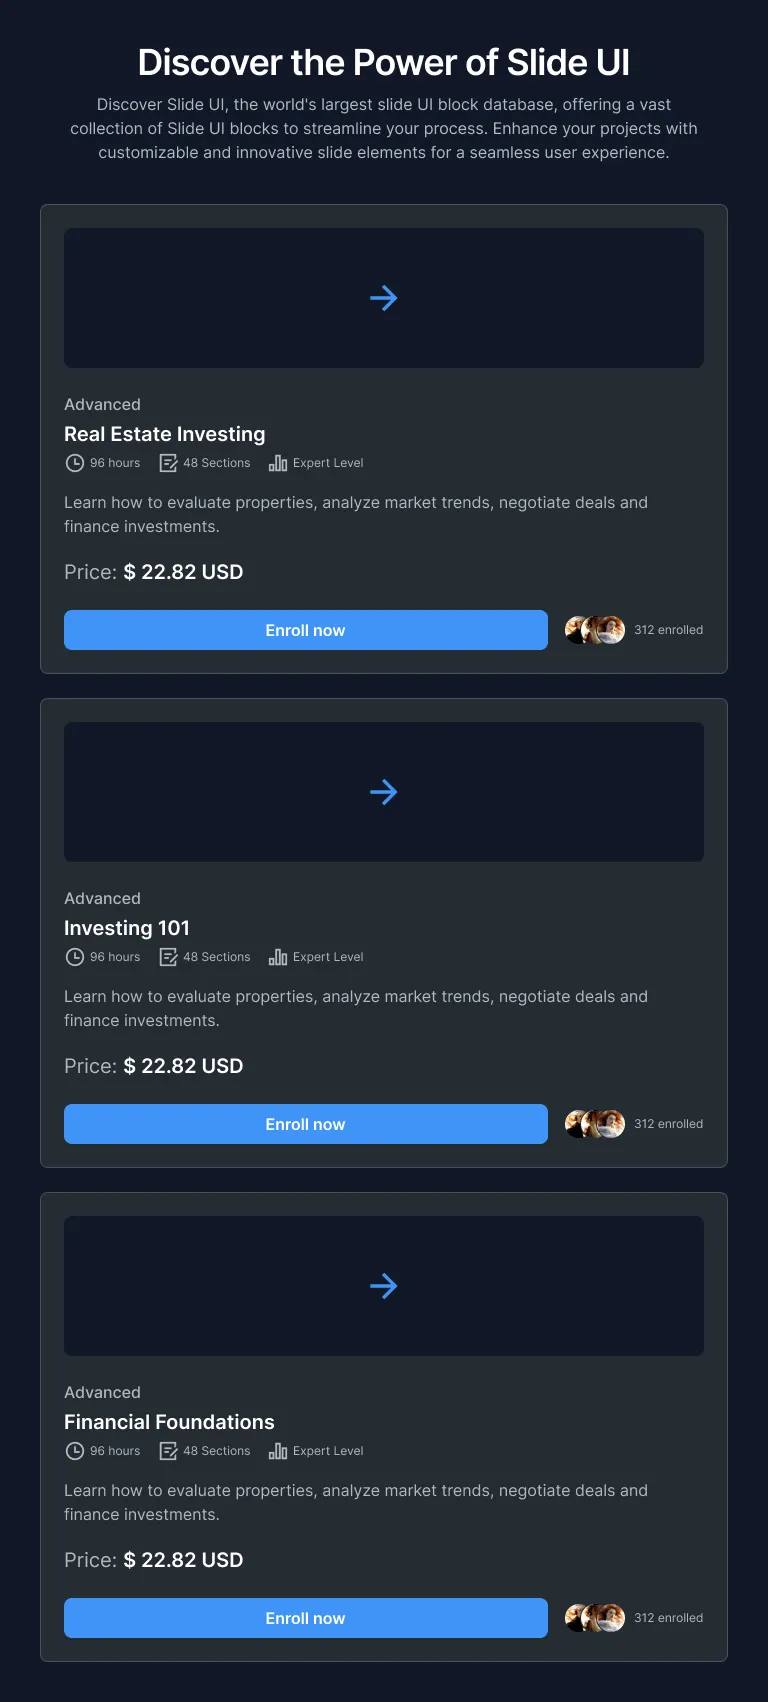 Discover the Power of Slide UI
Discover Slide UI, the world's largest slide UI block database, offering a vast
collection of Slide UI blocks to streamline your process. Enhance your projects with
customizable and innovative slide elements for a seamless user experience.
Advanced
Real Estate Investing
96 hours 48 Sections Expert Level
Learn how to evaluate properties, analyze market trends, negotiate deals and
finance investments.
Price: $ 22.82 USD
Enroll now 312 enrolled
Advanced
Investing 101
96 hours 48 Sections Expert Level
Learn how to evaluate properties, analyze market trends, negotiate deals and
finance investments.
Price: $ 22.82 USD
Enroll now 312 enrolled
Advanced
Financial Foundations
96 hours 48 Sections Expert Level
Learn how to evaluate properties, analyze market trends, negotiate deals and
finance investments.
Price: $ 22.82 USD
Enroll now 312 enrolled